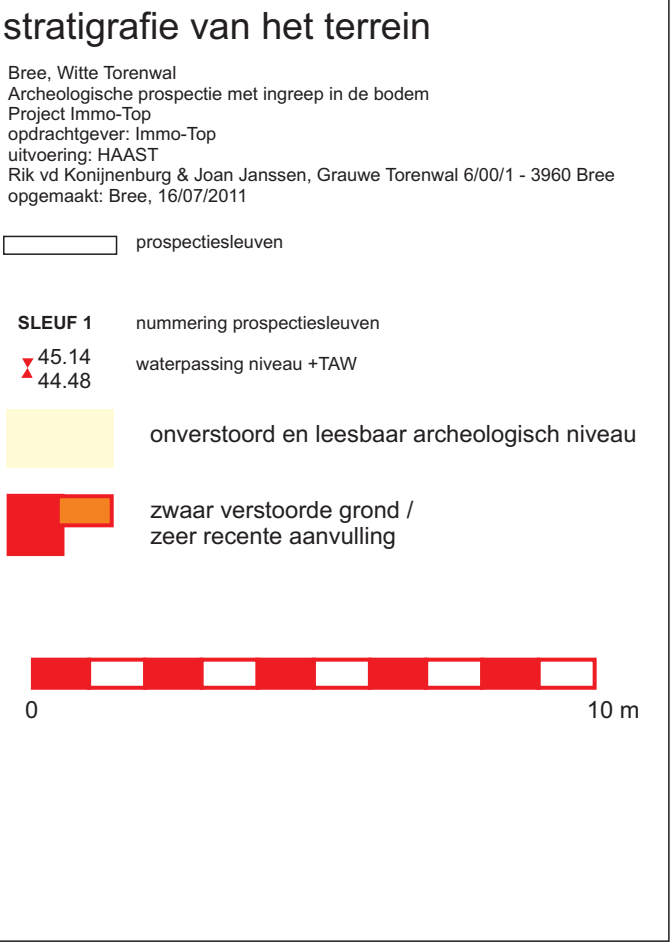 stratigrafie van het terrein
Bree, Witte Torenwal
Archeologische prospectie met ingreep in de bodem
Project Immo-Top
opdrachtgever: Immo-Top
uitvoering: HAAST
Rik vd Konijnenburg & Joan Janssen, Grauwe Torenwal 6/00/1 - 3960 Bree
opgemaakt: Bree, 16/07/2011
prospectiesleuven
SLEUF 1 nummering prospectiesleuven
45.14
44.48
waterpassing niveau +TAW
onverstoord en leesbaar archeologisch niveau
zwaar verstoorde grond /
zeer recente aanvulling
0 10 m